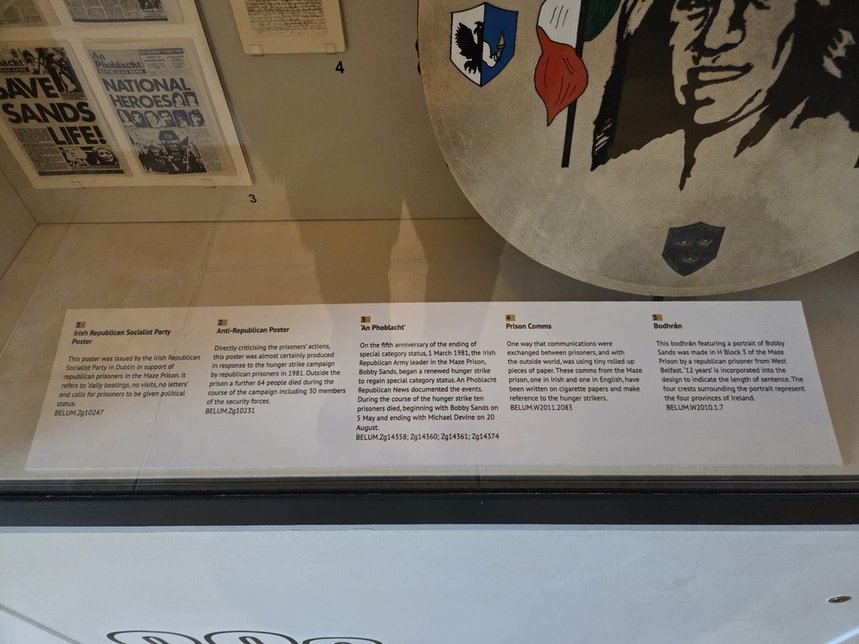 An Phoblacht
SAVE
SANDS
LIFE!
NATIONAL
HEROES
4
3
1
Irish Republican Socialist Party
Poster
This poster was issued by the Irish Republican
Socialist Party in Dublin in support of
republican prisoners in the Maze Prison. It
refers to 'daily beatings, no visits, no letters'
and calls for prisoners to be given political
status.
BELUM.Zg10247
2
Anti-Republican Poster
Directly criticising the prisoners' actions,
this poster was almost certainly produced
in response to the hunger strike campaign
by republican prisoners in 1981. Outside the
prison a further 64 people died during the
course of the campaign including 30 members
of the security forces.
BELUM.Zg10231
3
'An Phoblacht'
On the fifth anniversary of the ending of
special category status, 1 March 1981, the Irish
Republican Army leader in the Maze Prison,
Bobby Sands, began a renewed hunger strike
to regain special category status. An Phoblacht
Republican News documented the events.
During the course of the hunger strike ten
prisoners died, beginning with Bobby Sands on
5 May and ending with Michael Devine on 20
August.
BELUM.Zg14358; Zg14360; Zg14361; Zg14374
4
Prison Comms
One way that communications were
exchanged between prisoners, and with
the outside world, was using tiny rolled up
pieces of paper. These comms from the Maze
prison, one in Irish and one in English, have
been written on cigarette papers and make
reference to the hunger strikers.
BELUM.W2011.2083
5
Bodhrán
This bodhrán featuring a portrait of Bobby
Sands was made in H Block 3 of the Maze
Prison by a republican prisoner from West
Belfast. '12 years' is incorporated into the
design to indicate the length of sentence. The
four crests surrounding the portrait represent
the four provinces of Ireland.
BELUM.W2010.1.7